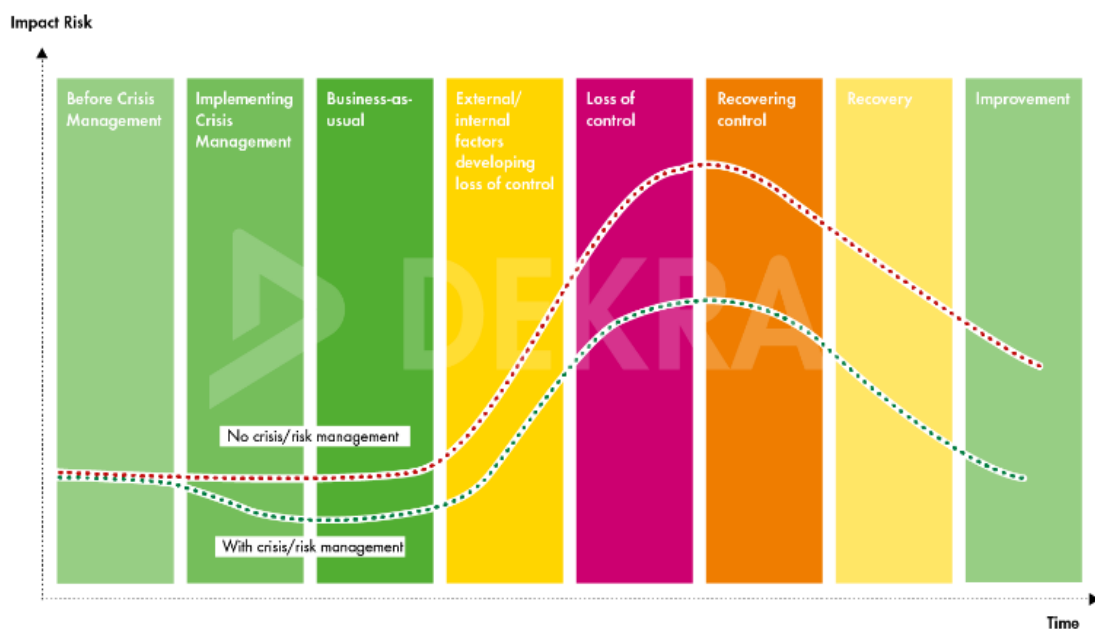 Impact Risk
Before Crisis
Management
Implementing
Crisis
Management
Business-as-
usual
External/
internal
factors
developing
loss of control
Loss of
control
Recovering
control
Recovery
Improvement
DEKRA
No crisis/risk management
With crisis/risk management
Time